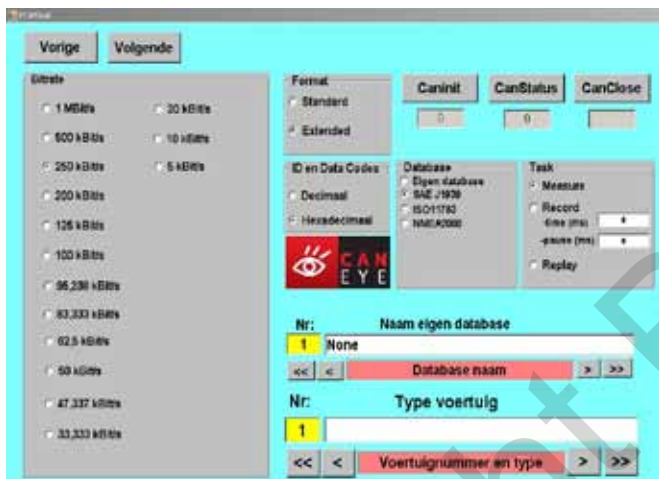 Vorige Volgende
Bitrate
1 MBit/s 20 kBit/s
500 kBit/s 10 kBit/s
250 kBit/s 5 kBit/s
200 kBit/s
125 kBit/s
100 kBit/s
95,238 kBit/s
83,333 kBit/s
62,5 kBit/s
50 kBit/s
47,337 kBit/s
33,333 kBit/s
Format
Standard
Extended
CanInit CanStatus CanClose
0 0
ID en Data Codes
Decimaal
Hexadecimaal
Database
Eigen database
SAE J1939
ISO11783
NMEA2000
Task
Measure
Record
-time (ms)
-pause (ms)
Replay
CAN
EYE
Nr: Naam eigen database
1 None
<< < Database naam > >>
Nr: Type voertuig
1
<< < Voertuignummer en type > >>